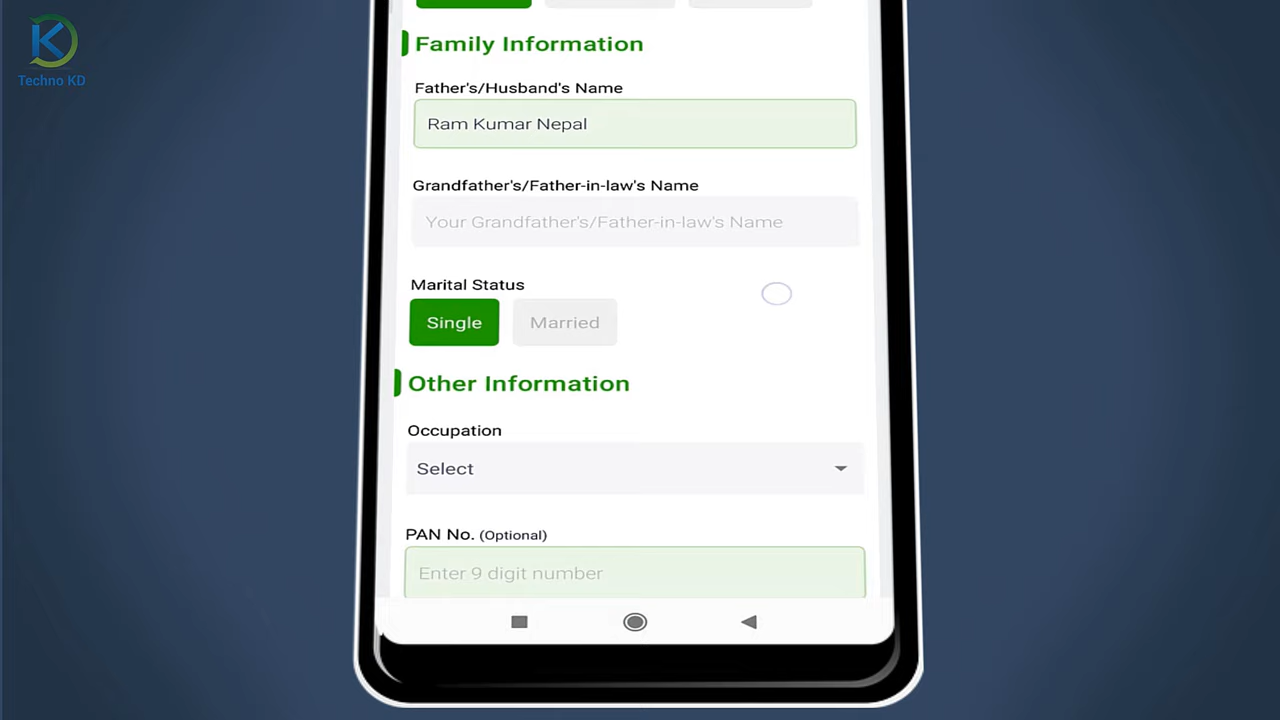 Techno KD
Family Information
Father's/Husband's Name
Ram Kumar Nepal
Grandfather's/Father-in-law's Name
Your Grandfather's/Father-in-law's Name
Marital Status
Single Married
Other Information
Occupation
Select
PAN No. (Optional)
Enter 9 digit number